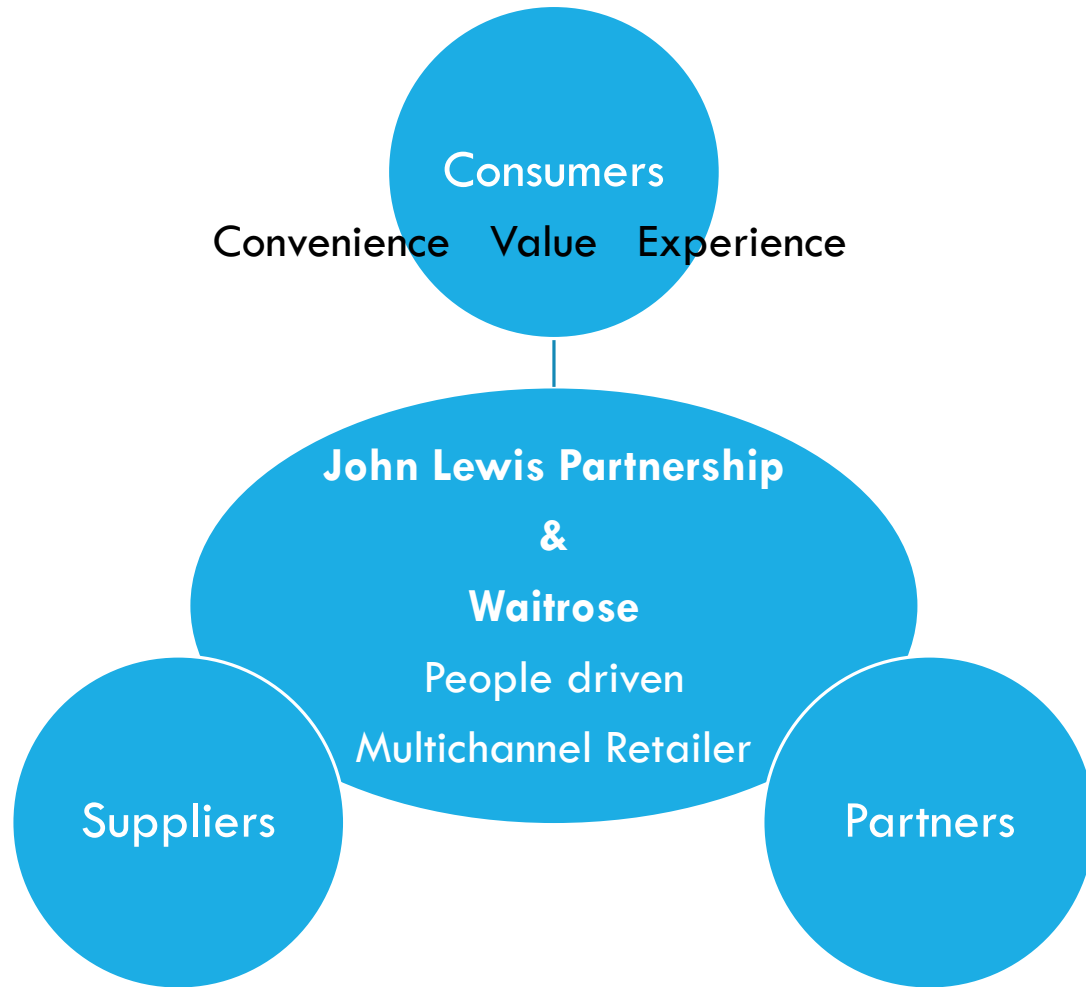 Consumers
Convenience Value Experience
John Lewis Partnership
&
Waitrose
People driven
Multichannel Retailer
Suppliers
Partners